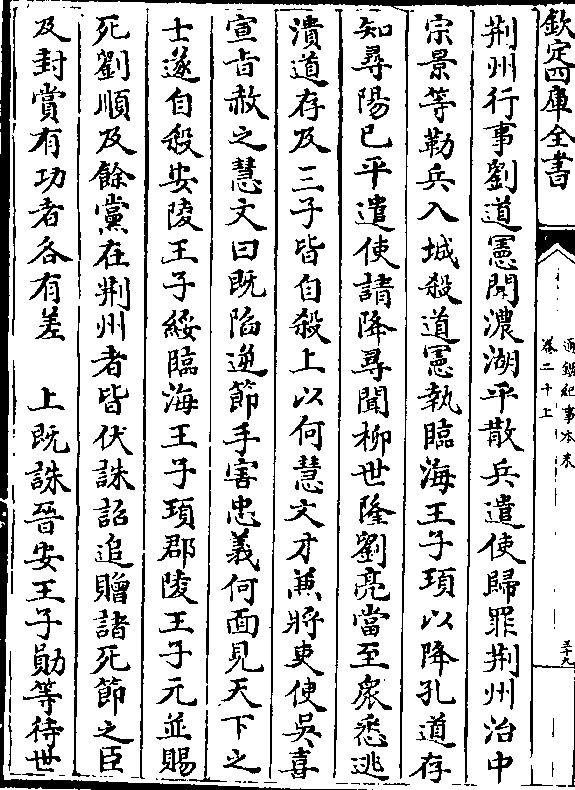 欽定四庫全書
通鑑紀事本末
卷二十上
三十九
荆州行事劉道憲聞濃湖平散兵遣使歸罪荆州治中
宗景等勒兵入城殺道憲執臨海王子頊以降孔道存
知尋陽已平遣使請降尋聞柳世隆劉亮當至衆悉逃
潰道存及三子皆自殺上以何慧文才兼將吏使吳喜
宣旨赦之慧文曰既陷逆節手害忠義何面見天下之
士遂自殺安陵王子綏臨海王子頊郡陵王子元並賜
死劉順及餘黨在荆州者皆伏誅詔追贈諸死節之臣
及封賞有功者各有差　上既誅晉安王子勛等待世